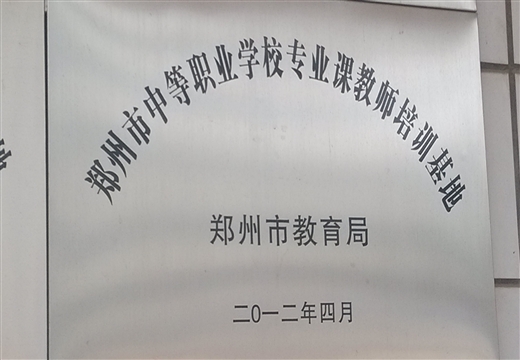 郑州市中等职业学校专业课教师培训基地
郑州市教育局
二〇一二年四月